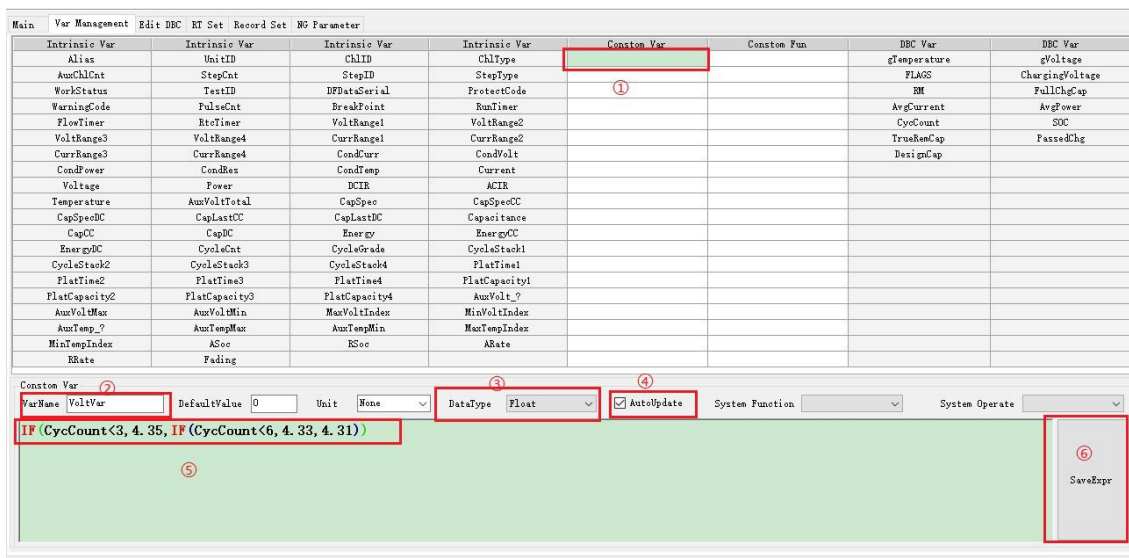 Main Var Management Edit DBC RT Set Record Set NG Parameter
Intrinsic Var Intrinsic Var Intrinsic Var Intrinsic Var Constom Var Constom Fun DBC Var DBC Var
Alias UnitID ChlID ChlType gTemperature gVoltage
AuxChlCnt StepCnt StepID StepType FLAGS ChargingVoltage
WorkStatus TestID DFDataSerial ProtectCode ① RM FullChgCap
WarningCode PulseCnt BreakPoint RunTimer AvgCurrent AvgPower
FlowTimer RtcTimer VoltRange1 VoltRange2 CycCount SOC
VoltRange3 VoltRange4 CurrRange1 CurrRange2 TrueRemCap PassedChg
CurrRange3 CurrRange4 CondCurr CondVolt DesignCap
CondPower CondRes CondTemp Current
Voltage Power DCIR ACIR
Temperature AuxVoltTotal CapSpec CapSpecCC
CapSpecDC CapLastCC CapLastDC Capacitance
CapCC CapDC Energy EnergyCC
EnergyDC CycleCnt CycleGrade CycleStack1
CycleStack2 CycleStack3 CycleStack4 PlatTime1
PlatTime2 PlatTime3 PlatTime4 PlatCapacity1
PlatCapacity2 PlatCapacity3 PlatCapacity4 AuxVolt_?
AuxVoltMax AuxVoltMin MaxVoltIndex MinVoltIndex
AuxTemp_? AuxTempMax AuxTempMin MaxTempIndex
MinTempIndex ASoc RSoc ARate
RRate Fading
Constom Var ② ③ ④
VarName VoltVar DefaultValue 0 Unit None DataType Float AutoUpdate System Function System Operate
IF(CycCount<3,4.35,IF(CycCount<6,4.33,4.31))
⑤ ⑥
SaveExpr